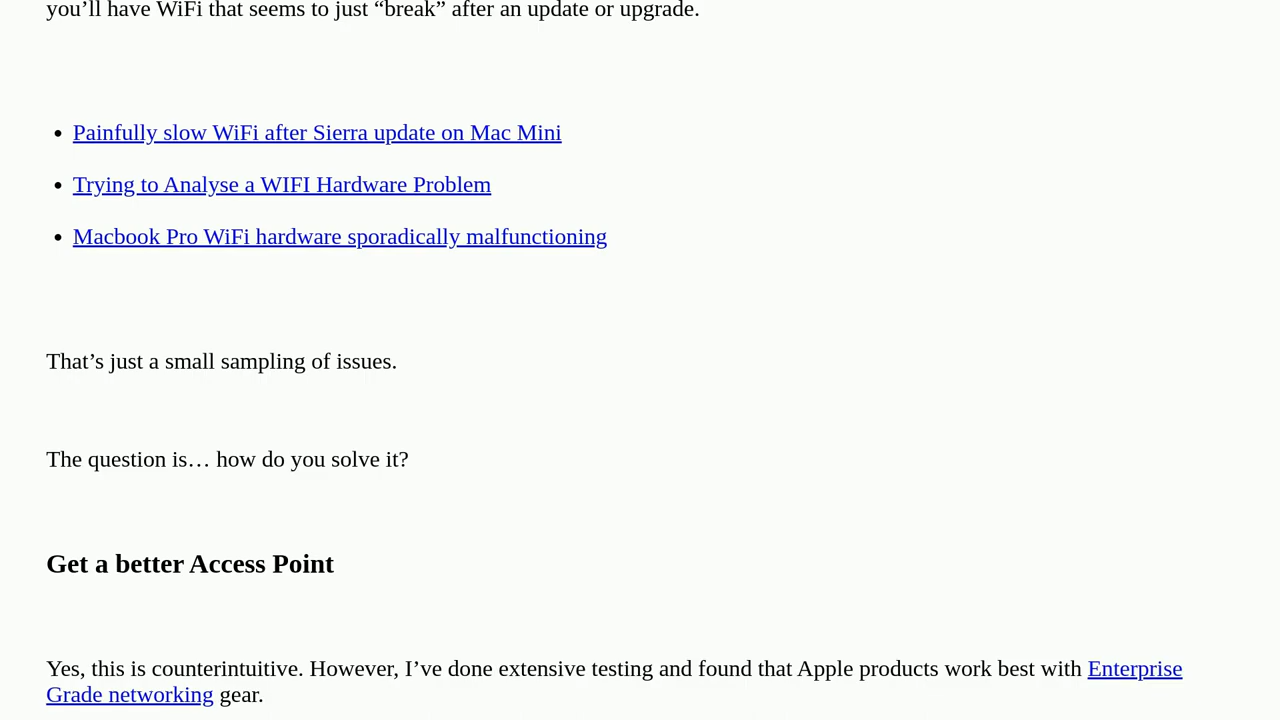 you’ll have WiFi that seems to just “break” after an update or upgrade.
• Painfully slow WiFi after Sierra update on Mac Mini
• Trying to Analyse a WIFI Hardware Problem
• Macbook Pro WiFi hardware sporadically malfunctioning
That’s just a small sampling of issues.
The question is… how do you solve it?
Get a better Access Point
Yes, this is counterintuitive. However, I’ve done extensive testing and found that Apple products work best with Enterprise
Grade networking gear.